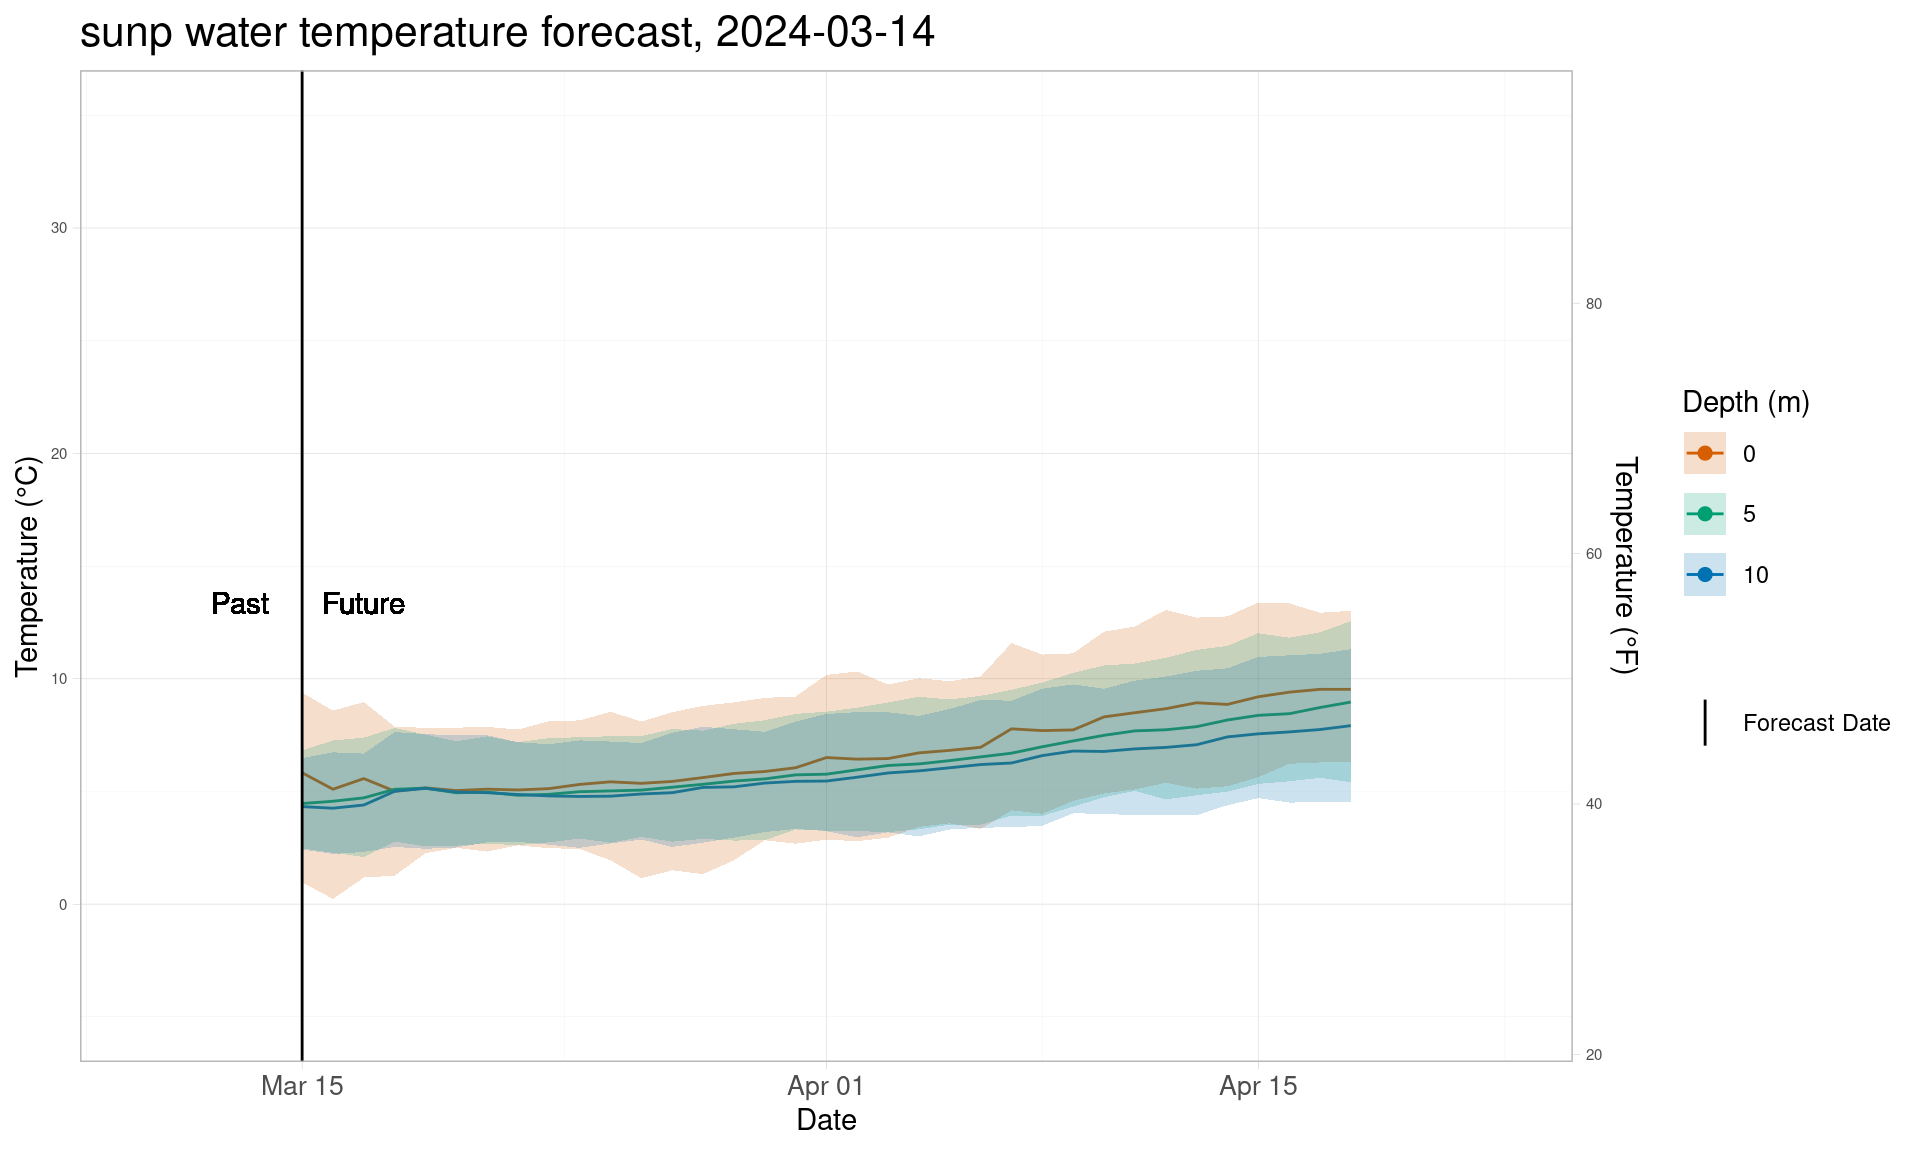 sunp water temperature forecast, 2024-03-14
Temperature (°C)
30
20
10
0
Past
Future
Mar 15
Apr 01
Apr 15
Date
80
60
40
20
Temperature (°F)
Depth (m)
0
5
10
Forecast Date